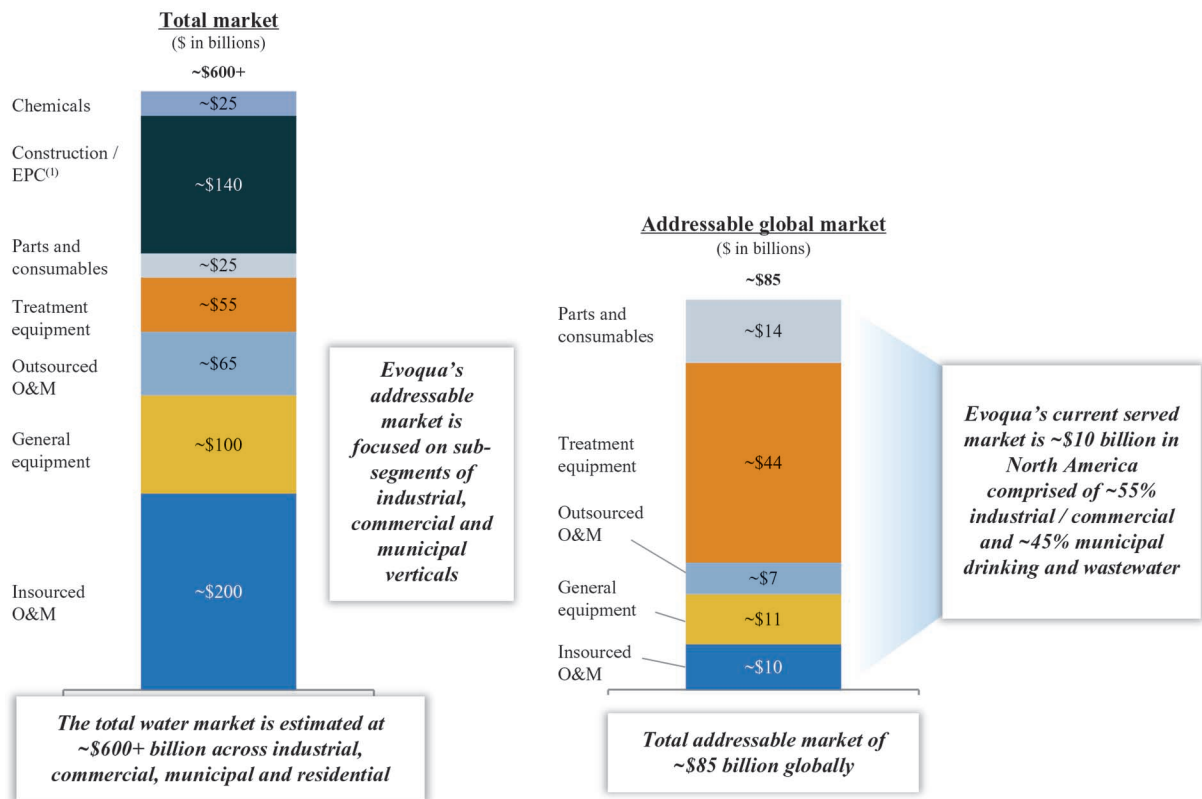 Total market
($ in billions)
~$600+
Chemicals
~$25
Construction /
EPC(1)
~$140
Parts and
consumables
~$25
Treatment
equipment
~$55
Outsourced
O&M
~$65
General
equipment
~$100
Insourced
O&M
~$200
The total water market is estimated at
~$600+ billion across industrial,
commercial, municipal and residential
Evoqua’s
addressable
market is
focused on sub-
segments of
industrial,
commercial and
municipal
verticals
Addressable global market
($ in billions)
~$85
Parts and
consumables
~$14
Treatment
equipment
~$44
Outsourced
O&M
~$7
General
equipment
~$11
Insourced
O&M
~$10
Total addressable market of
~$85 billion globally
Evoqua’s current served
market is ~$10 billion in
North America
comprised of ~55%
industrial / commercial
and ~45% municipal
drinking and wastewater